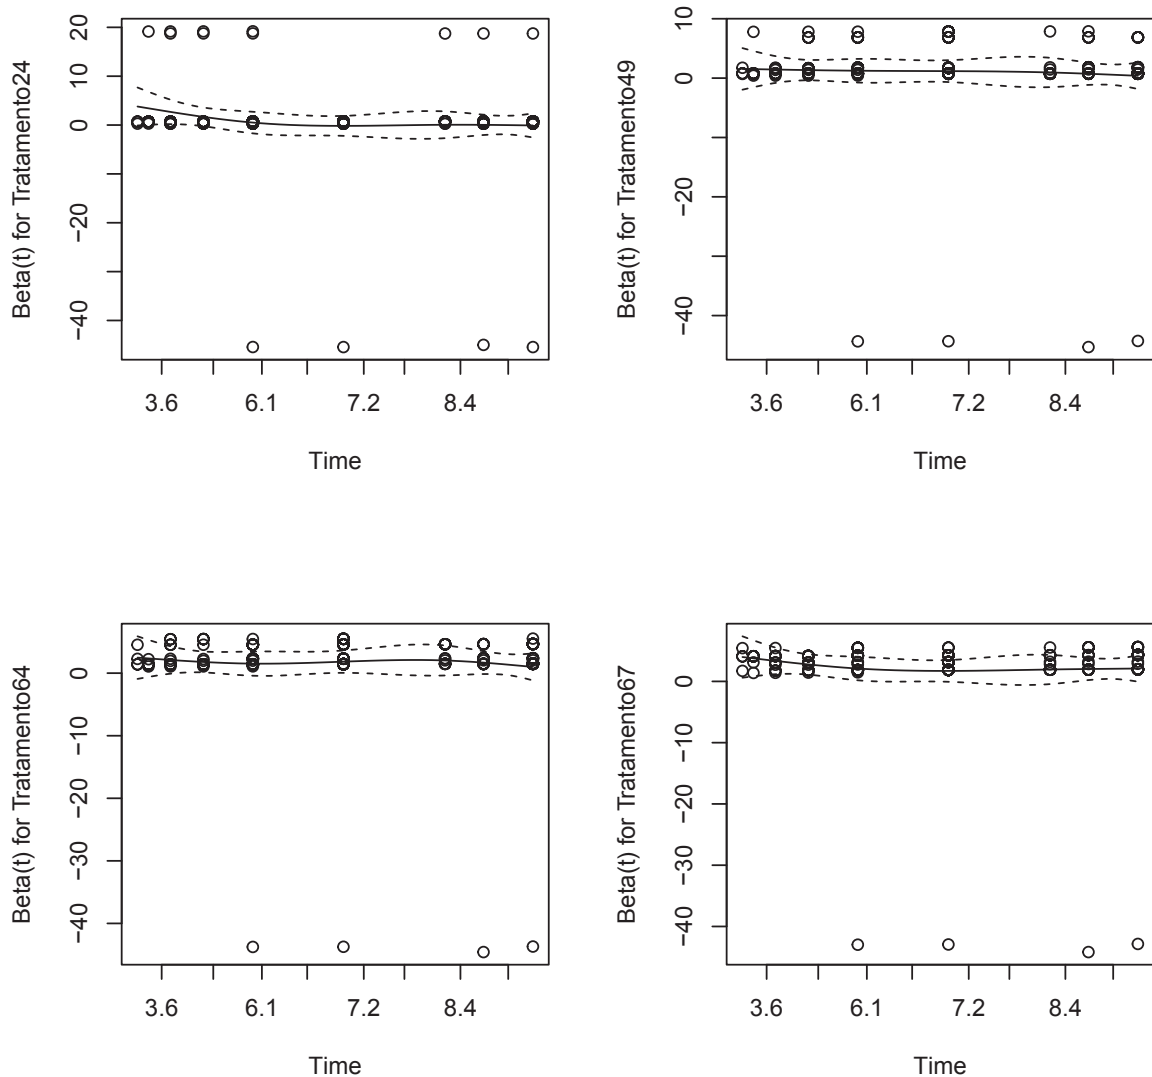 Beta(t) for Tratamento24
20
10
0
−20
−40
3.6 6.1 7.2 8.4
Time
Beta(t) for Tratamento49
10
0
−20
−40
3.6 6.1 7.2 8.4
Time
Beta(t) for Tratamento64
0
−10
−20
−30
−40
3.6 6.1 7.2 8.4
Time
Beta(t) for Tratamento67
0
−10
−20
−30
−40
3.6 6.1 7.2 8.4
Time